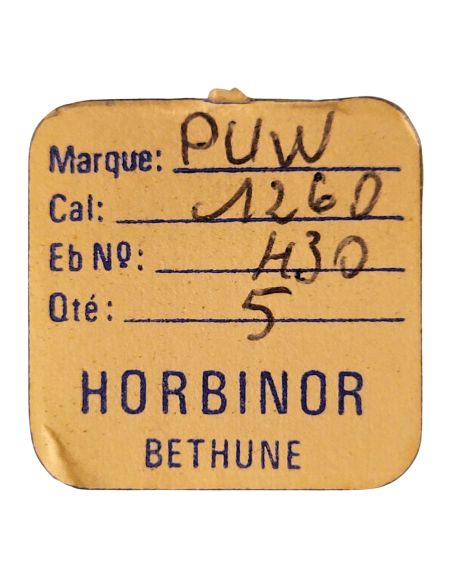 Marque: PUW
Cal: 1260
Eb Nº: 430
Qté: 5
HORBINOR
BETHUNE